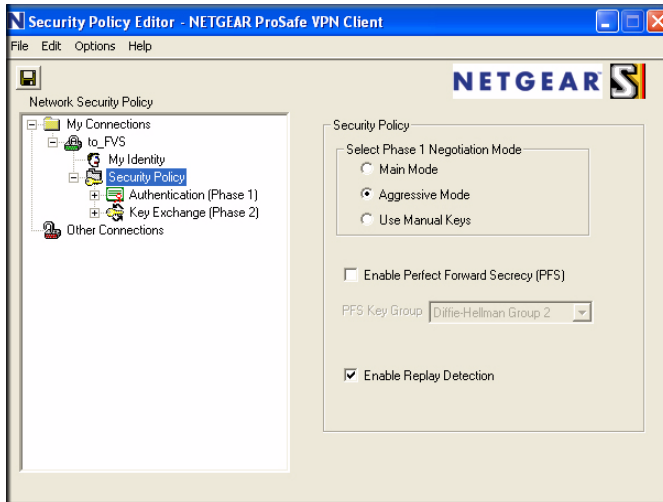 N Security Policy Editor - NETGEAR ProSafe VPN Client
File Edit Options Help
NETGEAR S
Network Security Policy
My Connections
to_FVS
My Identity
Security Policy
Authentication (Phase 1)
Key Exchange (Phase 2)
Other Connections
Security Policy
Select Phase 1 Negotiation Mode
Main Mode
Aggressive Mode
Use Manual Keys
Enable Perfect Forward Secrecy (PFS)
PFS Key Group Diffie-Hellman Group 2
Enable Replay Detection